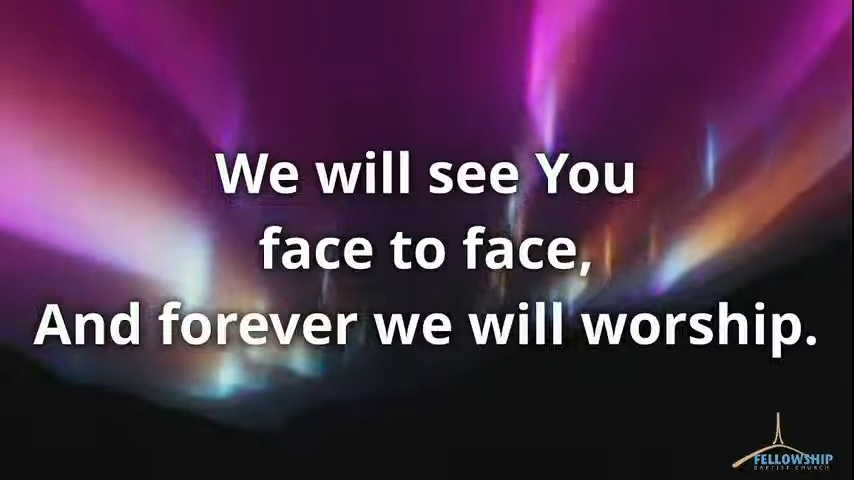 We will see You
face to face,
And forever we will worship.
FELLOWSHIP
BAPTIST CHURCH